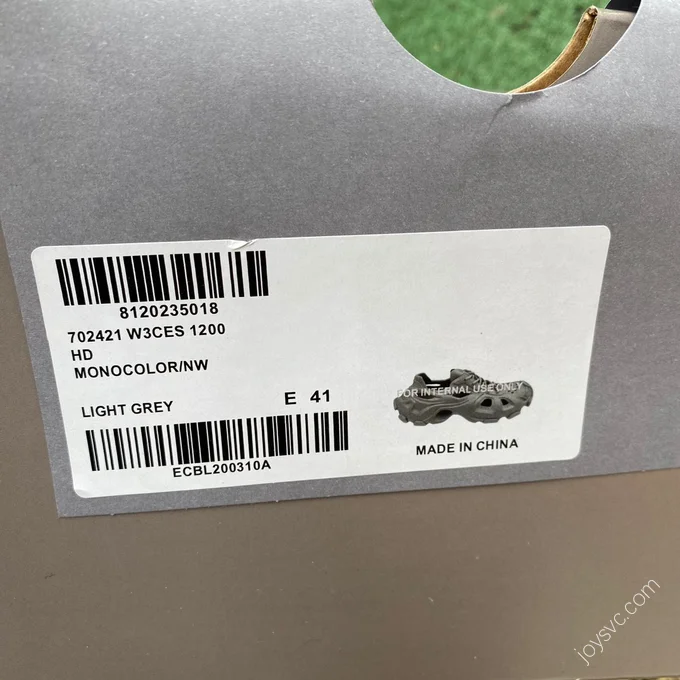 8120235018
702421 W3CES 1200
HD
MONOCOLOR/NW
LIGHT GREY E 41
ECBL200310A
FOR INTERNAL USE ONLY
MADE IN CHINA
joysvc.com